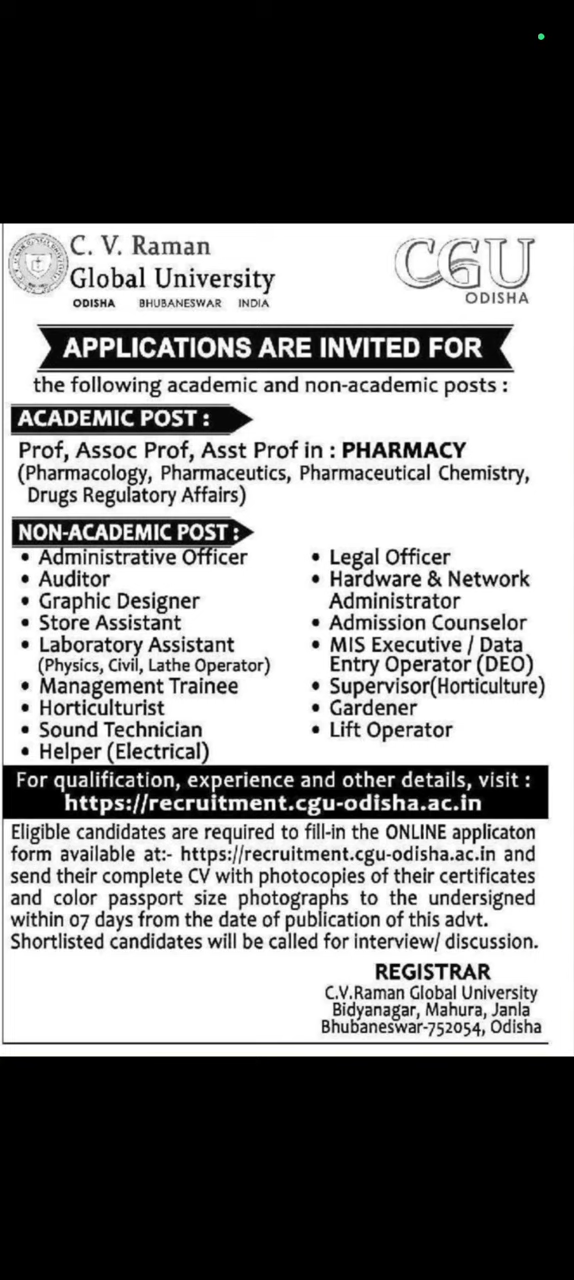 C. V. Raman
Global University
ODISHA BHUBANESWAR INDIA
CGU
ODISHA
APPLICATIONS ARE INVITED FOR
the following academic and non-academic posts :
ACADEMIC POST :
Prof, Assoc Prof, Asst Prof in : PHARMACY
(Pharmacology, Pharmaceutics, Pharmaceutical Chemistry,
Drugs Regulatory Affairs)
NON-ACADEMIC POST :
• Administrative Officer
• Auditor
• Graphic Designer
• Store Assistant
• Laboratory Assistant
(Physics, Civil, Lathe Operator)
• Management Trainee
• Horticulturist
• Sound Technician
• Helper (Electrical)
• Legal Officer
• Hardware & Network
Administrator
• Admission Counselor
• MIS Executive / Data
Entry Operator (DEO)
• Supervisor(Horticulture)
• Gardener
• Lift Operator
For qualification, experience and other details, visit :
https://recruitment.cgu-odisha.ac.in
Eligible candidates are required to fill-in the ONLINE applicaton
form available at:- https://recruitment.cgu-odisha.ac.in and
send their complete CV with photocopies of their certificates
and color passport size photographs to the undersigned
within 07 days from the date of publication of this advt.
Shortlisted candidates will be called for interview/ discussion.
REGISTRAR
C.V.Raman Global University
Bidyanagar, Mahura, Janla
Bhubaneswar-752054, Odisha